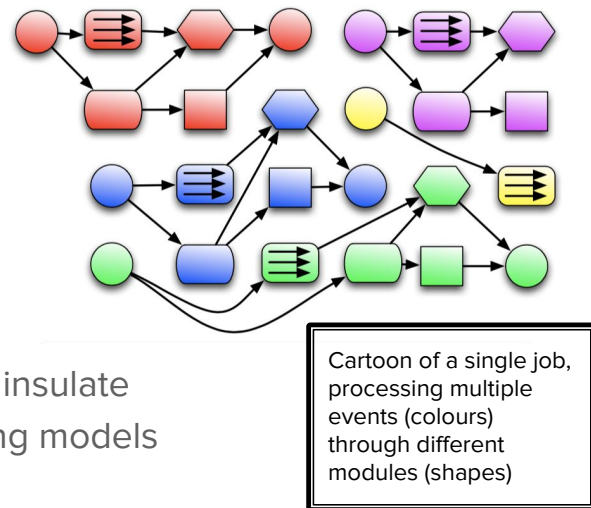 insulate
ng models
Cartoon of a single job,
processing multiple
events (colours)
through different
modules (shapes)